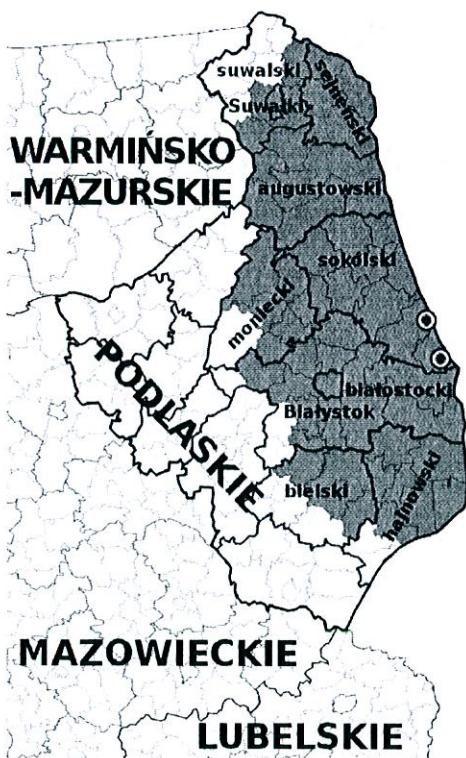 suwalski
Suwałki
sejneński
WARMIŃSKO
-MAZURSKIE
augustowski
sokólski
moniecki
PODLASKIE
białostocki
Białystok
bielski
hajnowski
MAZOWIECKIE
LUBELSKIE